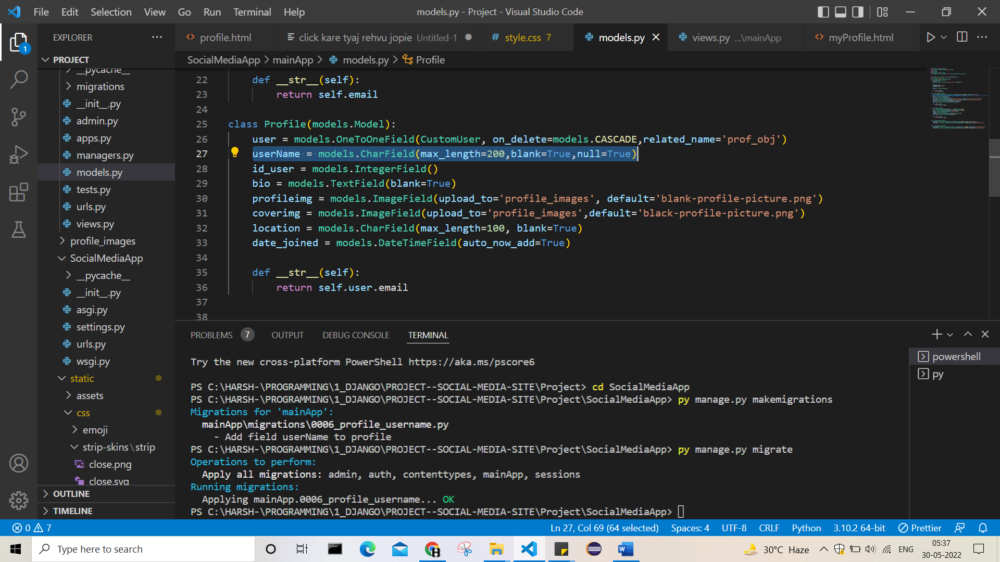 File Edit Selection View Go Run Terminal Help
models.py - Project - Visual Studio Code
EXPLORER
profile.html
click kare tyaj rehvu jopie Untitled-1
# style.css 7
models.py
views.py ...\mainApp
myProfile.html
1
PROJECT
SocialMediaApp > mainApp > models.py > Profile
__pycache__
migrations
__init__.py
admin.py
apps.py
managers.py
models.py
tests.py
urls.py
views.py
profile_images
SocialMediaApp
__pycache__
__init__.py
asgi.py
settings.py
urls.py
wsgi.py
static
assets
css
emoji
strip-skins\strip
close.png
close.svg
OUTLINE
TIMELINE
22 def __str__(self):
23 return self.email
24
25 class Profile(models.Model):
26 user = models.OneToOneField(CustomUser, on_delete=models.CASCADE,related_name='prof_obj')
27 userName = models.CharField(max_length=200,blank=True,null=True)
28 id_user = models.IntegerField()
29 bio = models.TextField(blank=True)
30 profileimg = models.ImageField(upload_to='profile_images', default='blank-profile-picture.png')
31 coverimg = models.ImageField(upload_to='profile_images',default='black-profile-picture.png')
32 location = models.CharField(max_length=100, blank=True)
33 date_joined = models.DateTimeField(auto_now_add=True)
34
35 def __str__(self):
36 return self.user.email
37
38
PROBLEMS 7 OUTPUT DEBUG CONSOLE TERMINAL
Try the new cross-platform PowerShell https://aka.ms/pscore6
PS C:\HARSH-\PROGRAMMING\1_DJANGO\PROJECT--SOCIAL-MEDIA-SITE\Project> cd SocialMediaApp
PS C:\HARSH-\PROGRAMMING\1_DJANGO\PROJECT--SOCIAL-MEDIA-SITE\Project\SocialMediaApp> py manage.py makemigrations
Migrations for 'mainApp':
mainApp\migrations\0006_profile_username.py
- Add field userName to profile
PS C:\HARSH-\PROGRAMMING\1_DJANGO\PROJECT--SOCIAL-MEDIA-SITE\Project\SocialMediaApp> py manage.py migrate
Operations to perform:
Apply all migrations: admin, auth, contenttypes, mainApp, sessions
Running migrations:
Applying mainApp.0006_profile_username... OK
PS C:\HARSH-\PROGRAMMING\1_DJANGO\PROJECT--SOCIAL-MEDIA-SITE\Project\SocialMediaApp>
powershell
py
0 7
Ln 27, Col 69 (64 selected) Spaces: 4 UTF-8 CRLF Python 3.10.2 64-bit Prettier
Type here to search
30°C Haze
ENG
05:37
30-05-2022